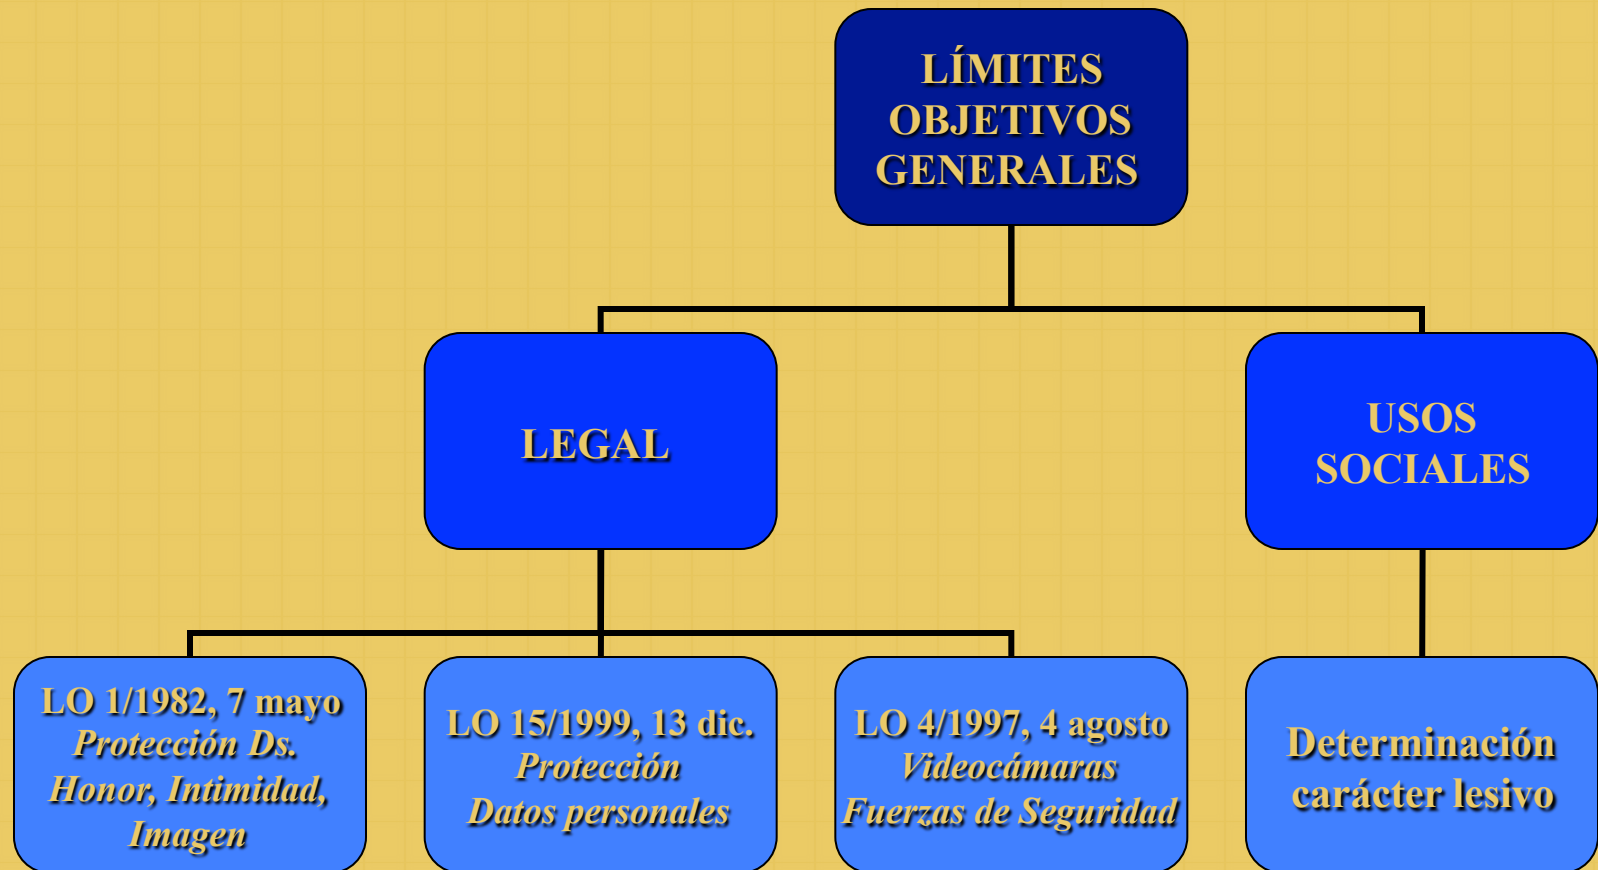 LÍMITES
OBJETIVOS
GENERALES
LEGAL
USOS
SOCIALES
LO 1/1982, 7 mayo
Protección Ds.
Honor, Intimidad,
Imagen
LO 15/1999, 13 dic.
Protección
Datos personales
LO 4/1997, 4 agosto
Videocámaras
Fuerzas de Seguridad
Determinación
carácter lesivo